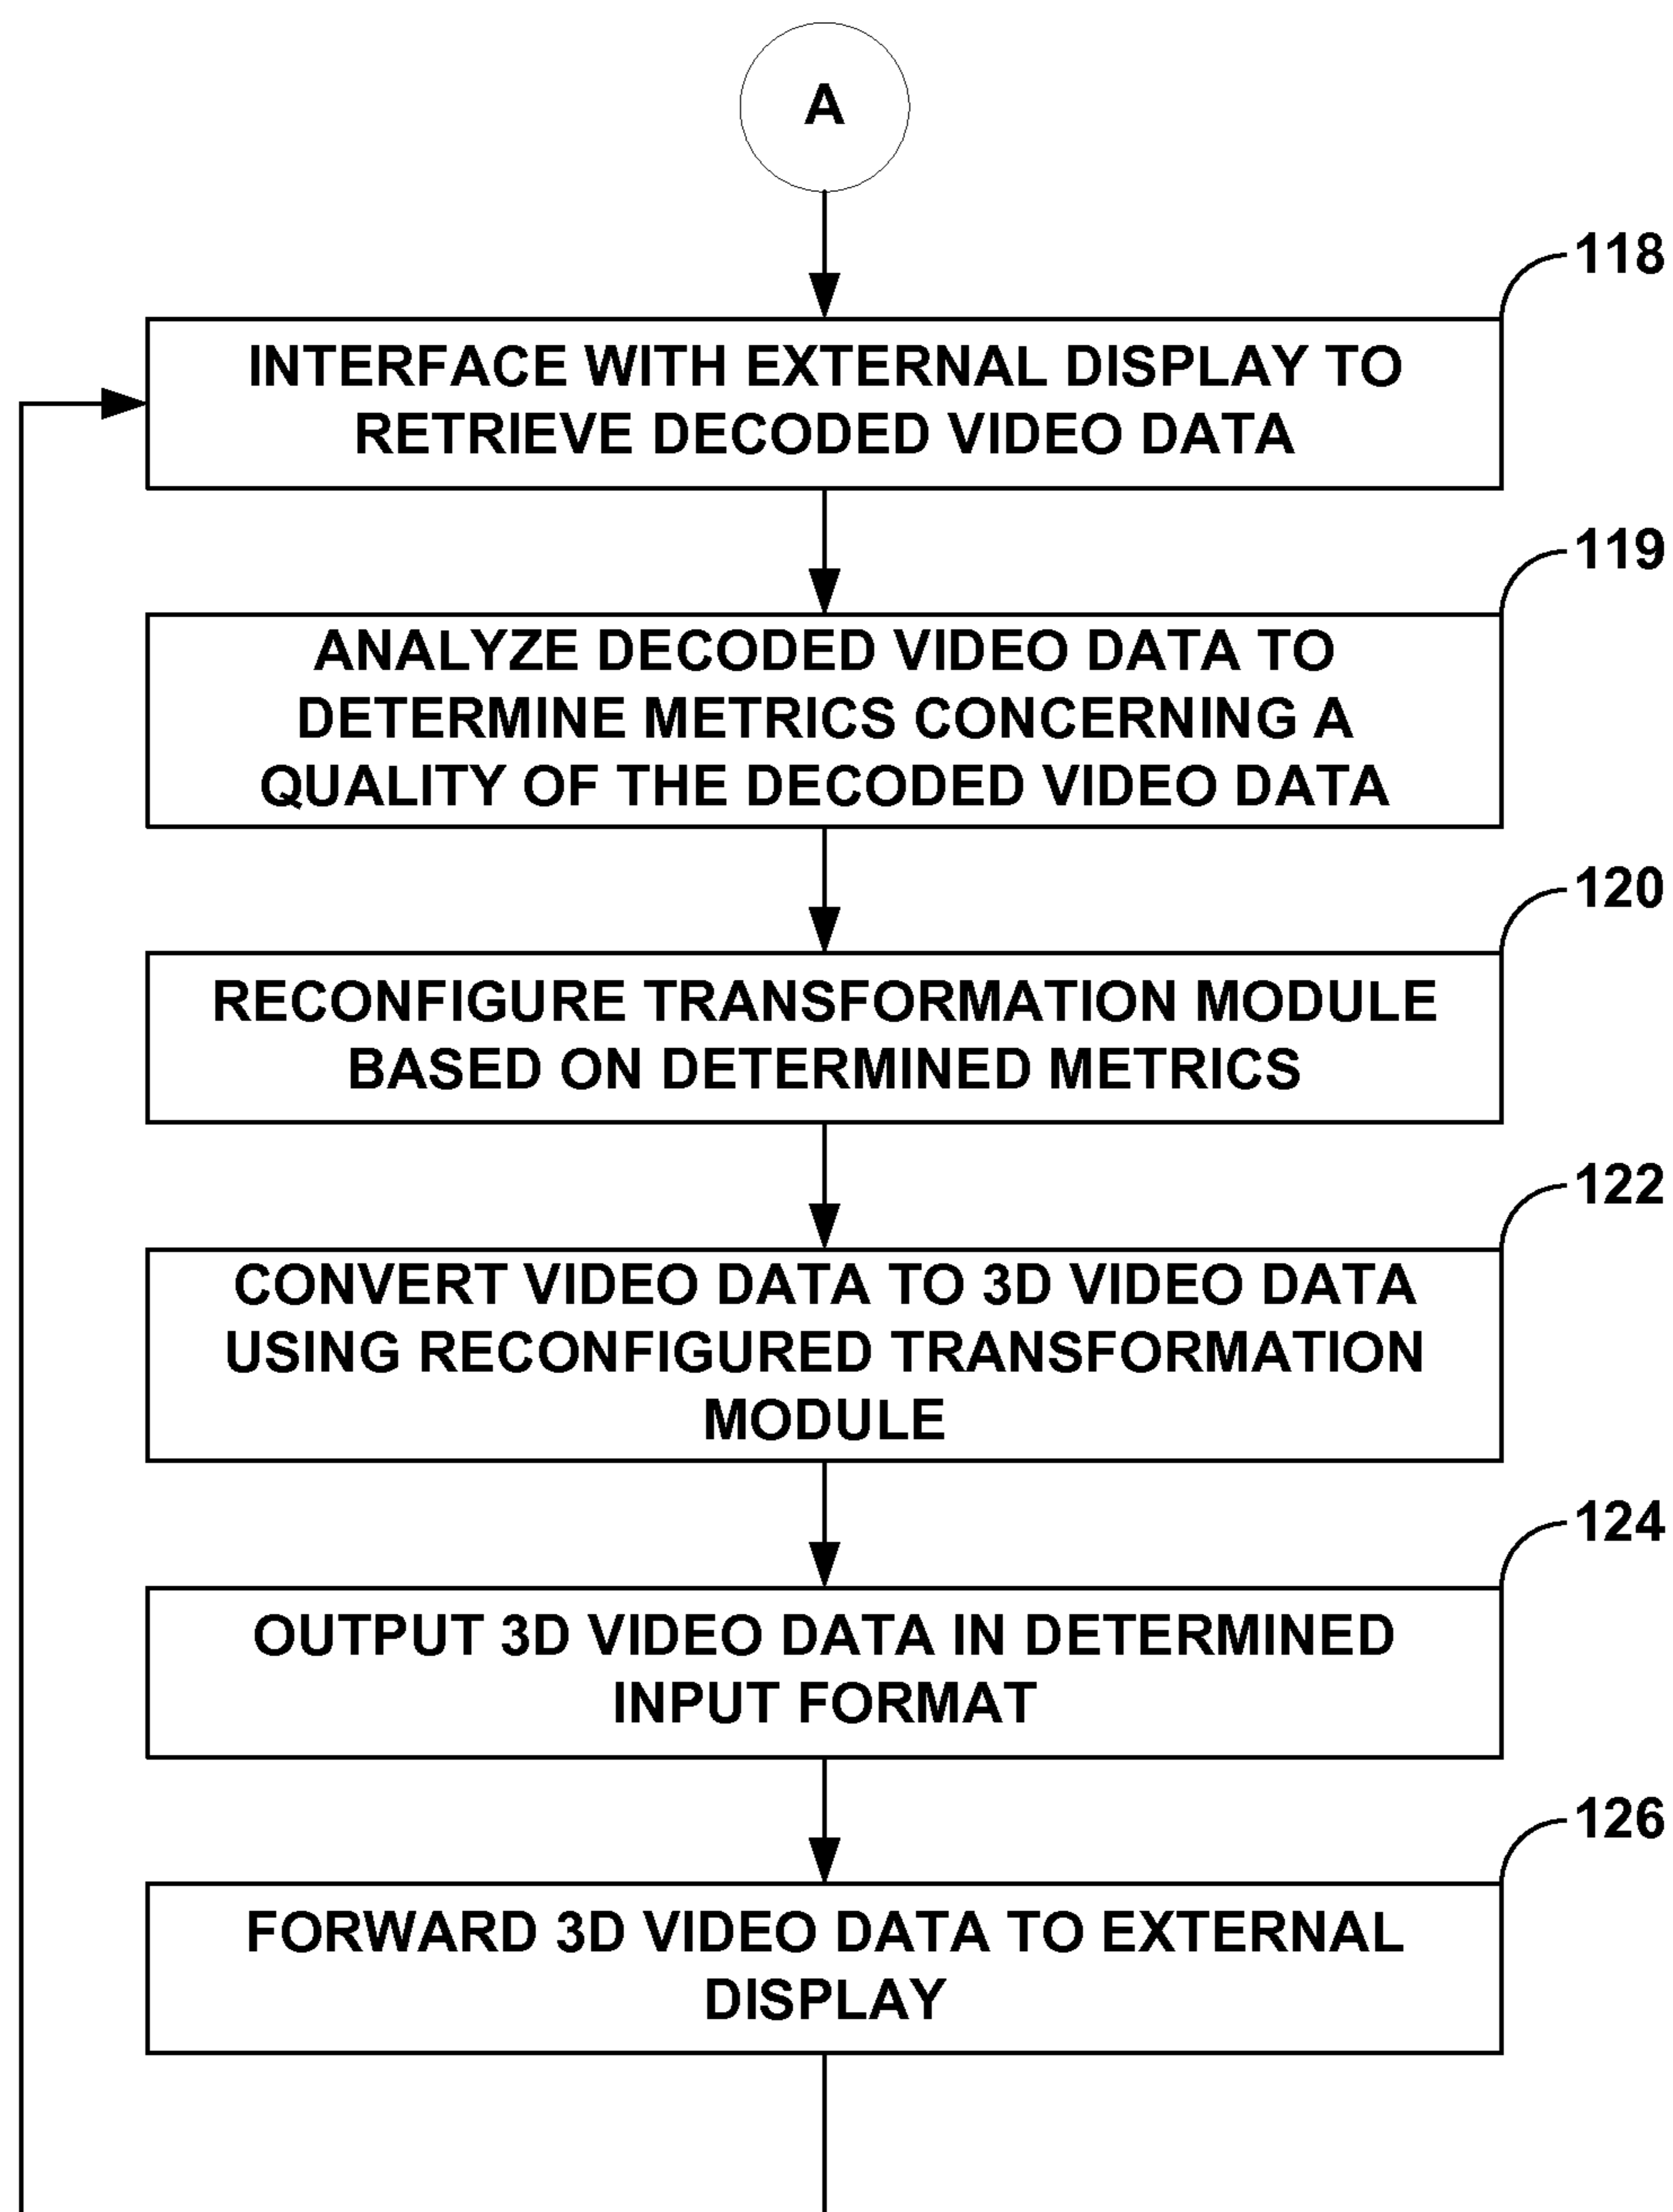 A
118
INTERFACE WITH EXTERNAL DISPLAY TO
RETRIEVE DECODED VIDEO DATA
119
ANALYZE DECODED VIDEO DATA TO
DETERMINE METRICS CONCERNING A
QUALITY OF THE DECODED VIDEO DATA
120
RECONFIGURE TRANSFORMATION MODULE
BASED ON DETERMINED METRICS
122
CONVERT VIDEO DATA TO 3D VIDEO DATA
USING RECONFIGURED TRANSFORMATION
MODULE
124
OUTPUT 3D VIDEO DATA IN DETERMINED
INPUT FORMAT
126
FORWARD 3D VIDEO DATA TO EXTERNAL
DISPLAY